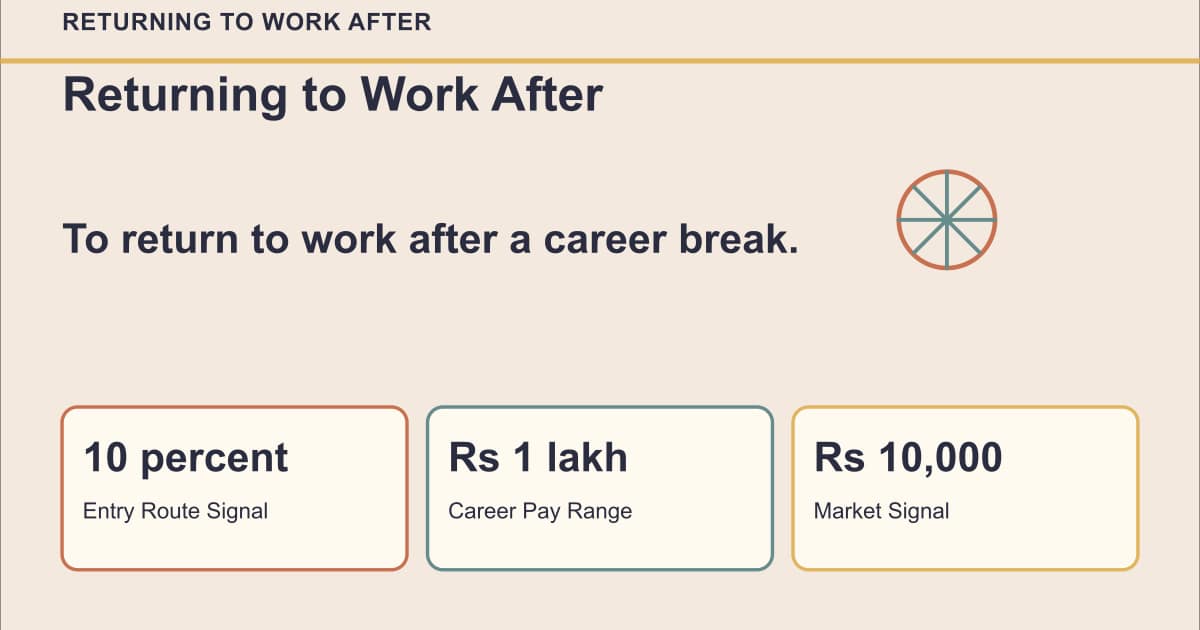 RETURNING TO WORK AFTER
Returning to Work After
To return to work after a career break.
10 percent
Entry Route Signal
Rs 1 lakh
Career Pay Range
Rs 10,000
Market Signal